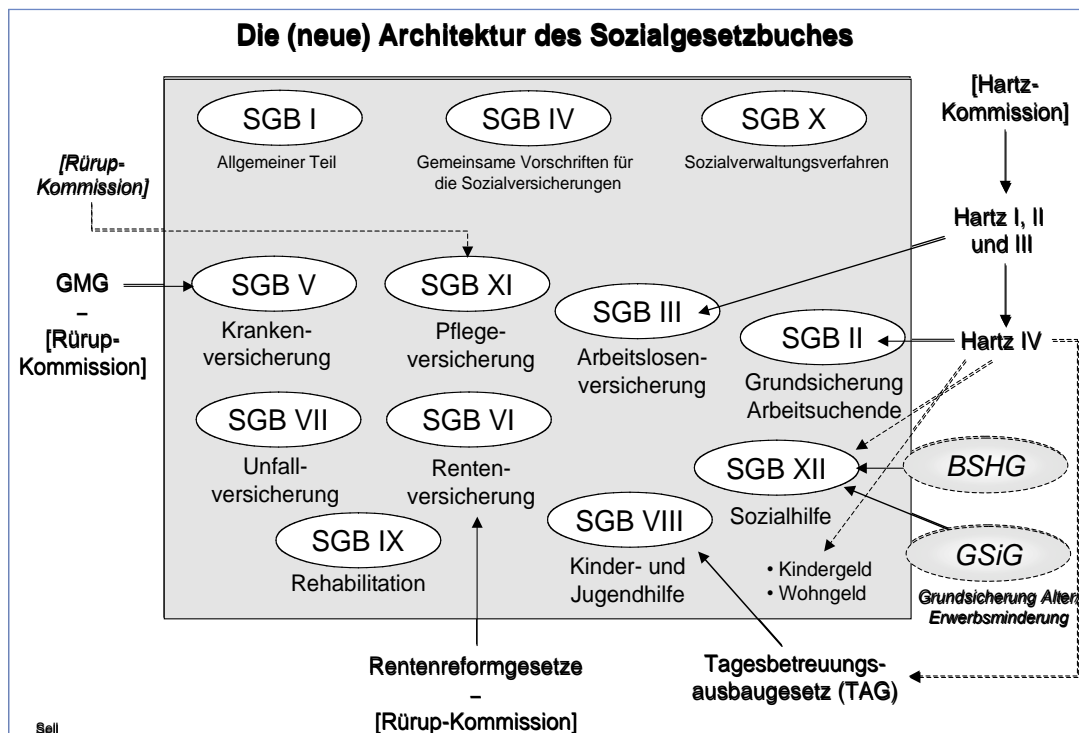 Die (neue) Architektur des Sozialgesetzbuches
SGB I
Allgemeiner Teil
SGB IV
Gemeinsame Vorschriften für
die Sozialversicherungen
SGB X
Sozialverwaltungsverfahren
[Hartz-
Kommission]
[Rürup-
Kommission]
Hartz I, II
und III
GMG
–
[Rürup-
Kommission]
SGB V
Kranken-
versicherung
SGB XI
Pflege-
versicherung
SGB III
Arbeitslosen-
versicherung
SGB II
Grundsicherung
Arbeitsuchende
Hartz IV
SGB VII
Unfall-
versicherung
SGB VI
Renten-
versicherung
SGB XII
Sozialhilfe
BSHG
SGB IX
Rehabilitation
SGB VIII
Kinder- und
Jugendhilfe
• Kindergeld
• Wohngeld
GSiG
Grundsicherung Alter,
Erwerbsminderung
Rentenreformgesetze
–
[Rürup-Kommission]
Tagesbetreuungs-
ausbaugesetz (TAG)
Sell